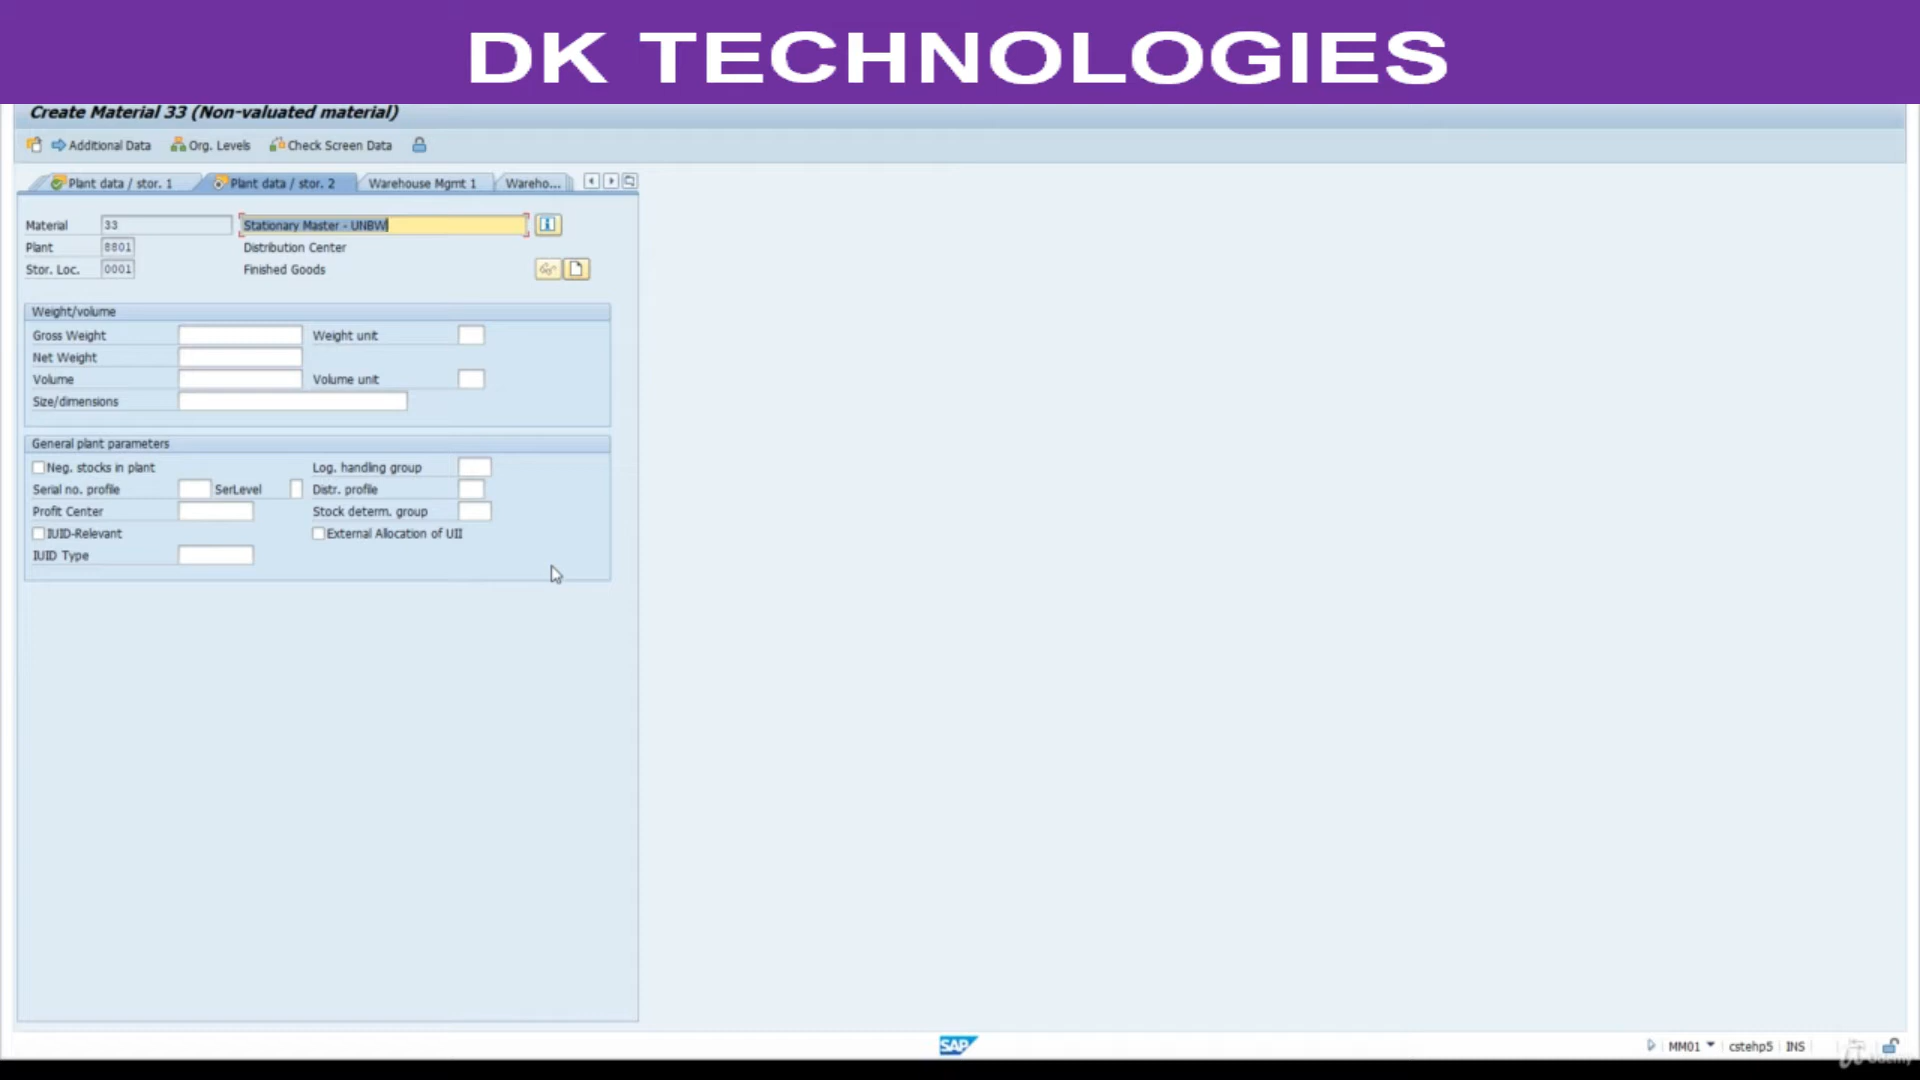 DK TECHNOLOGIES
Create Material 33 (Non-valuated material)
Additional Data Org. Levels Check Screen Data
Plant data / stor. 1 Plant data / stor. 2 Warehouse Mgmt 1 Wareho...
Material 33 Stationary Master - UNBW
Plant 8801 Distribution Center
Stor. Loc. 0001 Finished Goods
Weight/volume
Gross Weight Weight unit
Net Weight
Volume Volume unit
Size/dimensions
General plant parameters
Neg. stocks in plant Log. handling group
Serial no. profile SerLevel Distr. profile
Profit Center Stock determ. group
IUID-Relevant External Allocation of UII
IUID Type
SAP
MM01 cstehp5 INS
Udemy